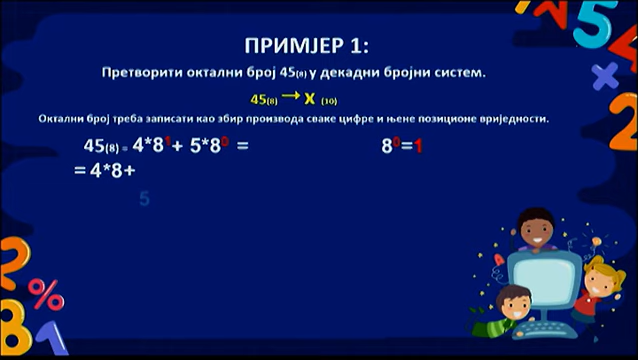 ПРИМЈЕР 1:
Претворити октални број 45(8) у декадни бројни систем.
45(8) → X (10)
Октални број треба записати као збир производа сваке цифре и њене позиционе вриједности.
45(8) = 4*8¹+ 5*8⁰ = 8⁰=1
= 4*8+
5